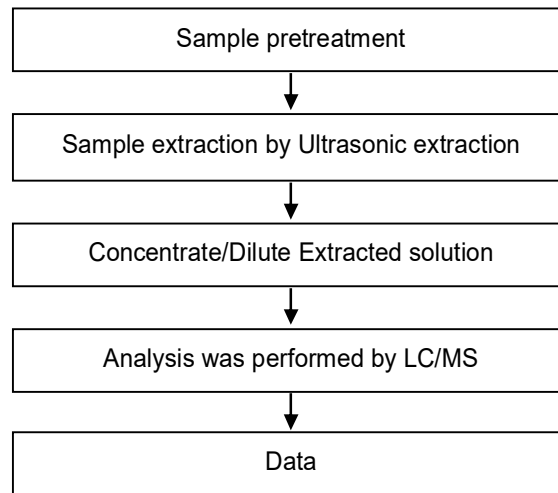 Sample pretreatment
Sample extraction by Ultrasonic extraction
Concentrate/Dilute Extracted solution
Analysis was performed by LC/MS
Data